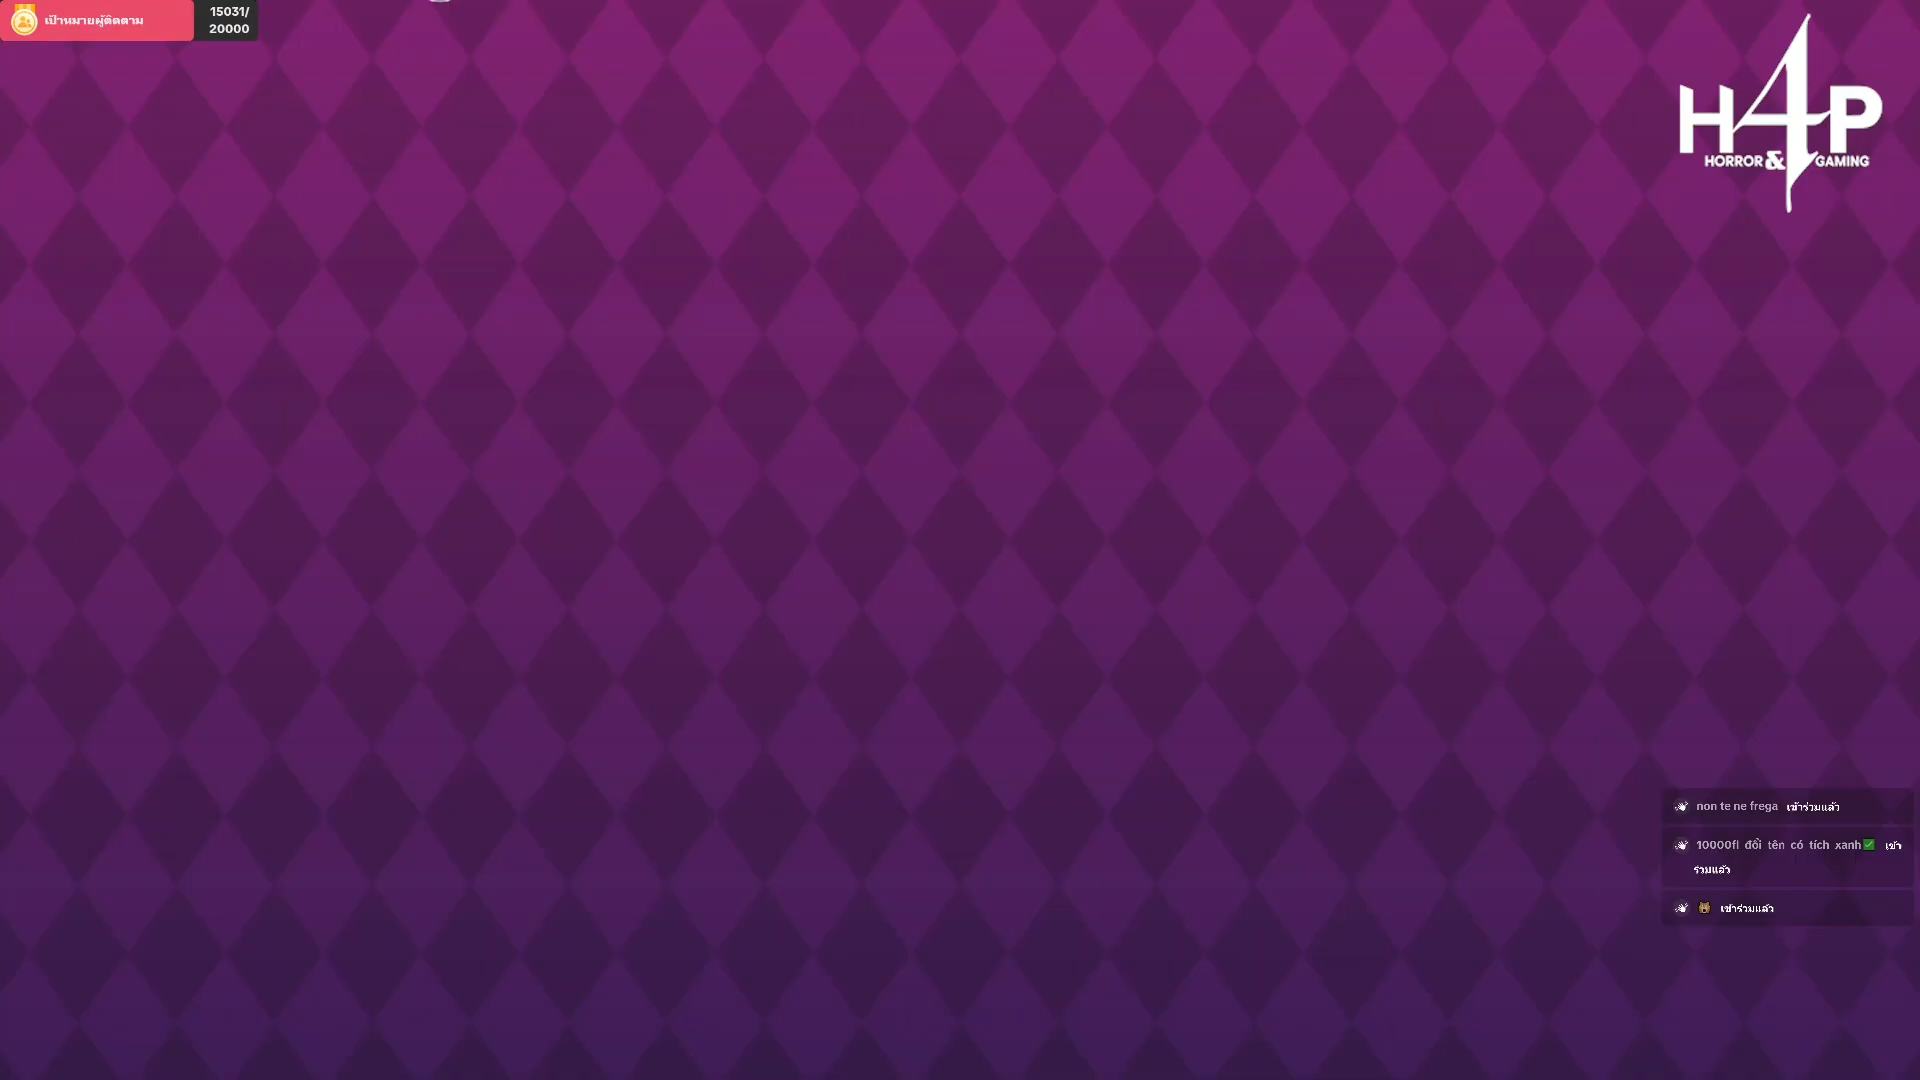 เป้าหมายผู้ติดตาม
15031/
20000
H4P
HORROR & GAMING
non te ne frega เข้าร่วมแล้ว
10000fl đổi tên có tích xanh✅ เข้า
ร่วมแล้ว
เข้าร่วมแล้ว